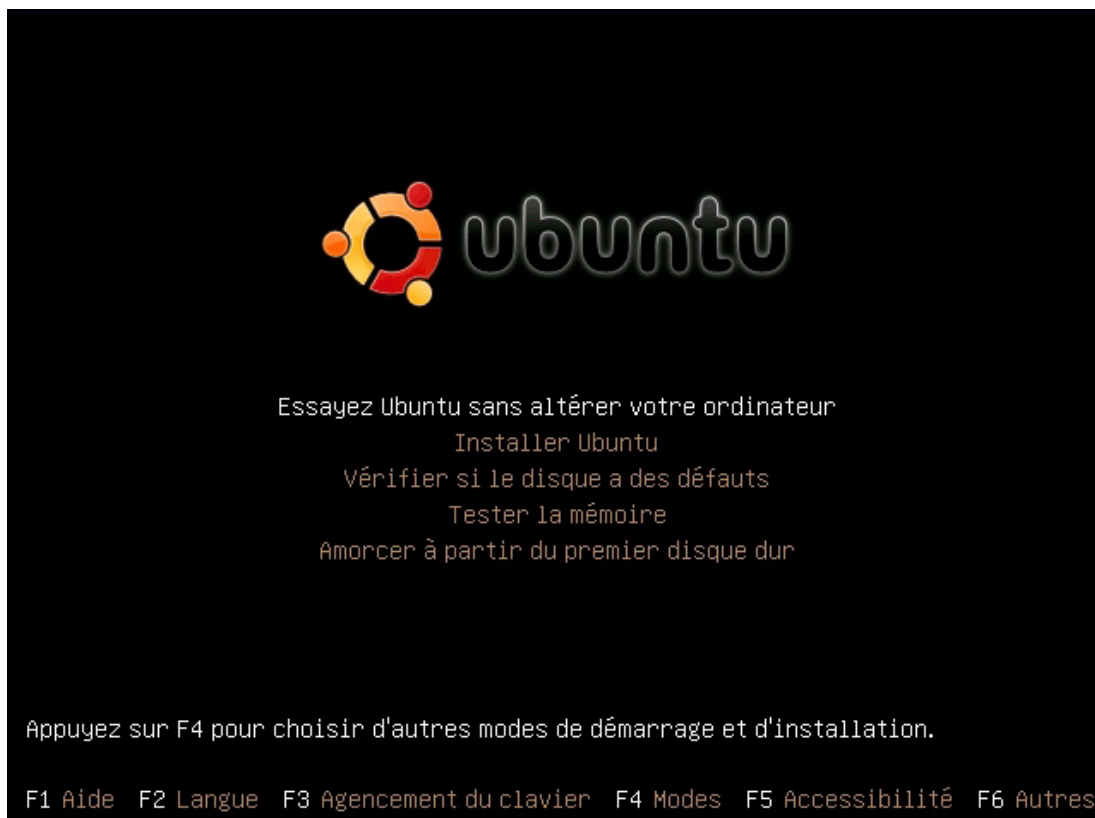 ubuntu
Essayez Ubuntu sans altérer votre ordinateur
Installer Ubuntu
Vérifier si le disque a des défauts
Tester la mémoire
Amorcer à partir du premier disque dur
Appuyez sur F4 pour choisir d'autres modes de démarrage et d'installation.
F1 Aide F2 Langue F3 Agencement du clavier F4 Modes F5 Accessibilité F6 Autres